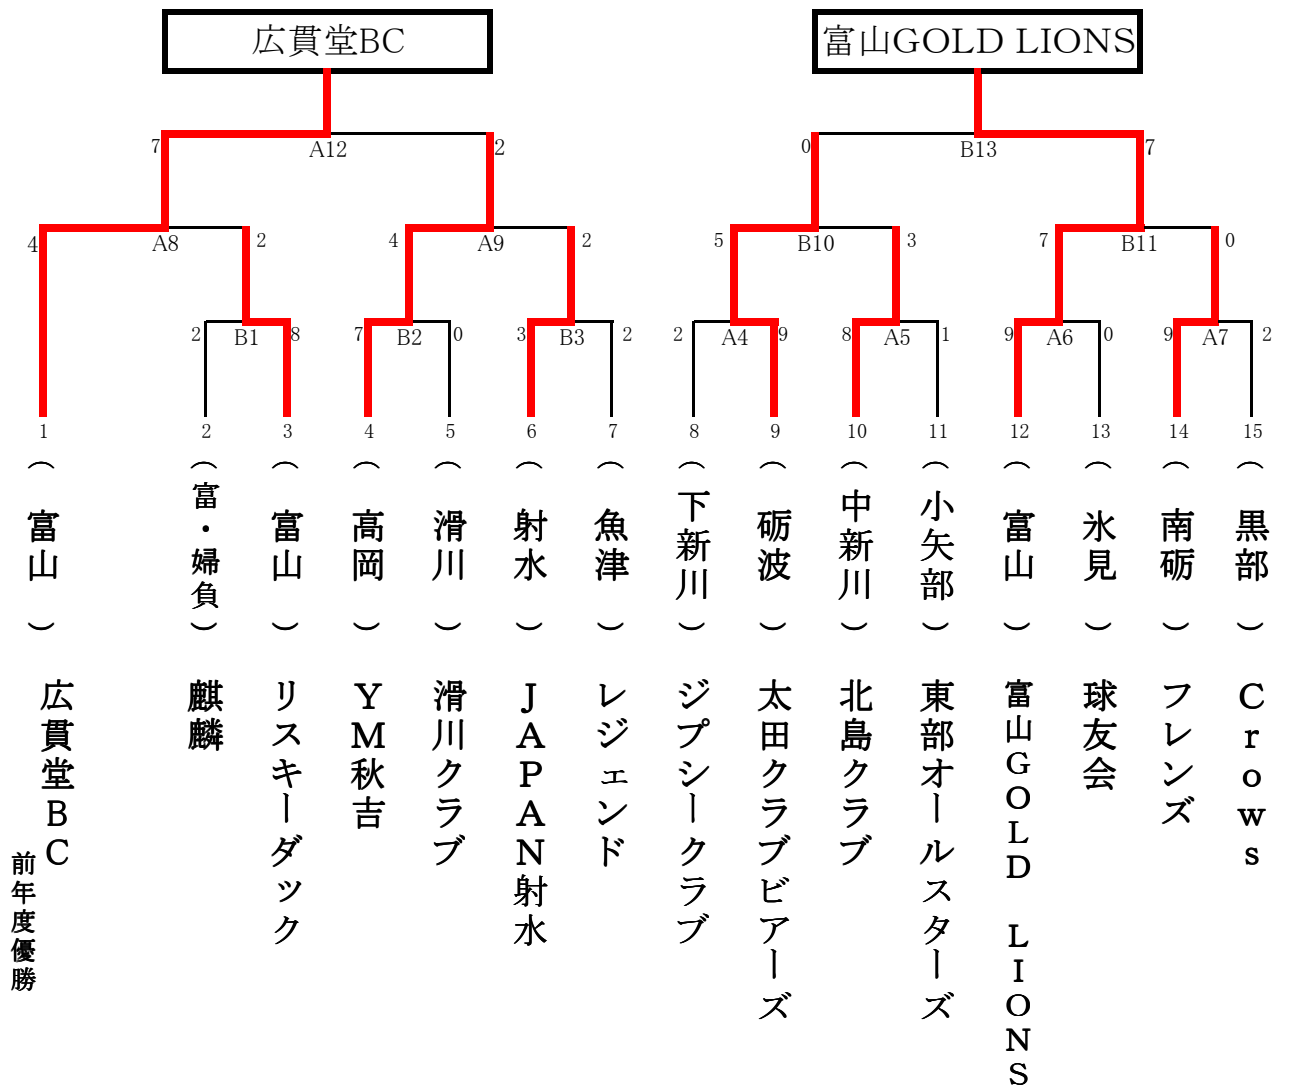 広貫堂BC
富山GOLD LIONS
7 A12 2
0 B13 7
4 A8 2
4 A9 2
5 B10 3
7 B11 0
2 B1 8
7 B2 0
3 B3 2
2 A4 9
8 A5 1
9 A6 0
9 A7 2
1
2
3
4
5
6
7
8
9
10
11
12
13
14
15
（富山）広貫堂BC
前年度優勝
（富・婦負）麒麟
（富山）リスキーダック
（高岡）YM秋吉
（滑川）滑川クラブ
（射水）JAPAN射水
（魚津）レジェンド
（下新川）ジプシークラブ
（砺波）太田クラブビアーズ
（中新川）北島クラブ
（小矢部）東部オールスターズ
（富山）富山GOLD LIONS
（氷見）球友会
（南砺）フレンズ
（黒部）Crows